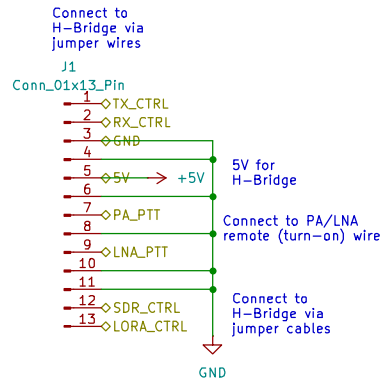 Connect to
H-Bridge via
jumper wires
J1
Conn_01x13_Pin
1 TX_CTRL
2 RX_CTRL
3 GND
4
5 5V +5V
5V for
H-Bridge
6
7 PA_PTT
Connect to PA/LNA
remote (turn-on) wire
8
9 LNA_PTT
10
11
Connect to
H-Bridge via
jumper cables
12 SDR_CTRL
13 LORA_CTRL
GND